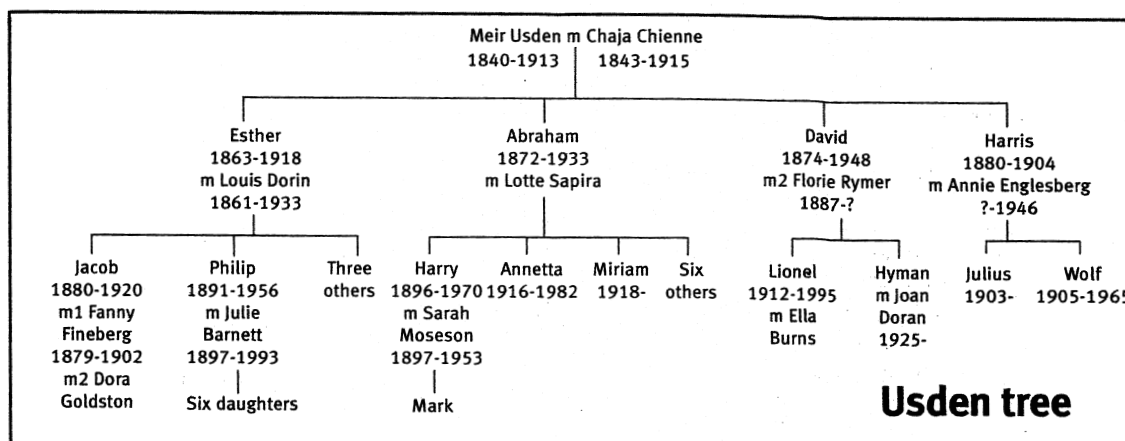 Meir Usden m Chaja Chienne
1840-1913 1843-1915
Esther
1863-1918
m Louis Dorin
1861-1933
Abraham
1872-1933
m Lotte Sapira
David
1874-1948
m2 Florie Rymer
1887-?
Harris
1880-1904
m Annie Englesberg
?-1946
Jacob
1880-1920
m1 Fanny
Fineberg
1879-1902
m2 Dora
Goldston
Philip
1891-1956
m Julie
Barnett
1897-1993
Six daughters
Three
others
Harry
1896-1970
m Sarah
Moseson
1897-1953
Mark
Annetta
1916-1982
Miriam
1918-
Six
others
Lionel
1912-1995
m Ella
Burns
Hyman
m Joan
Doran
1925-
Julius
1903-
Wolf
1905-1965
Usden tree